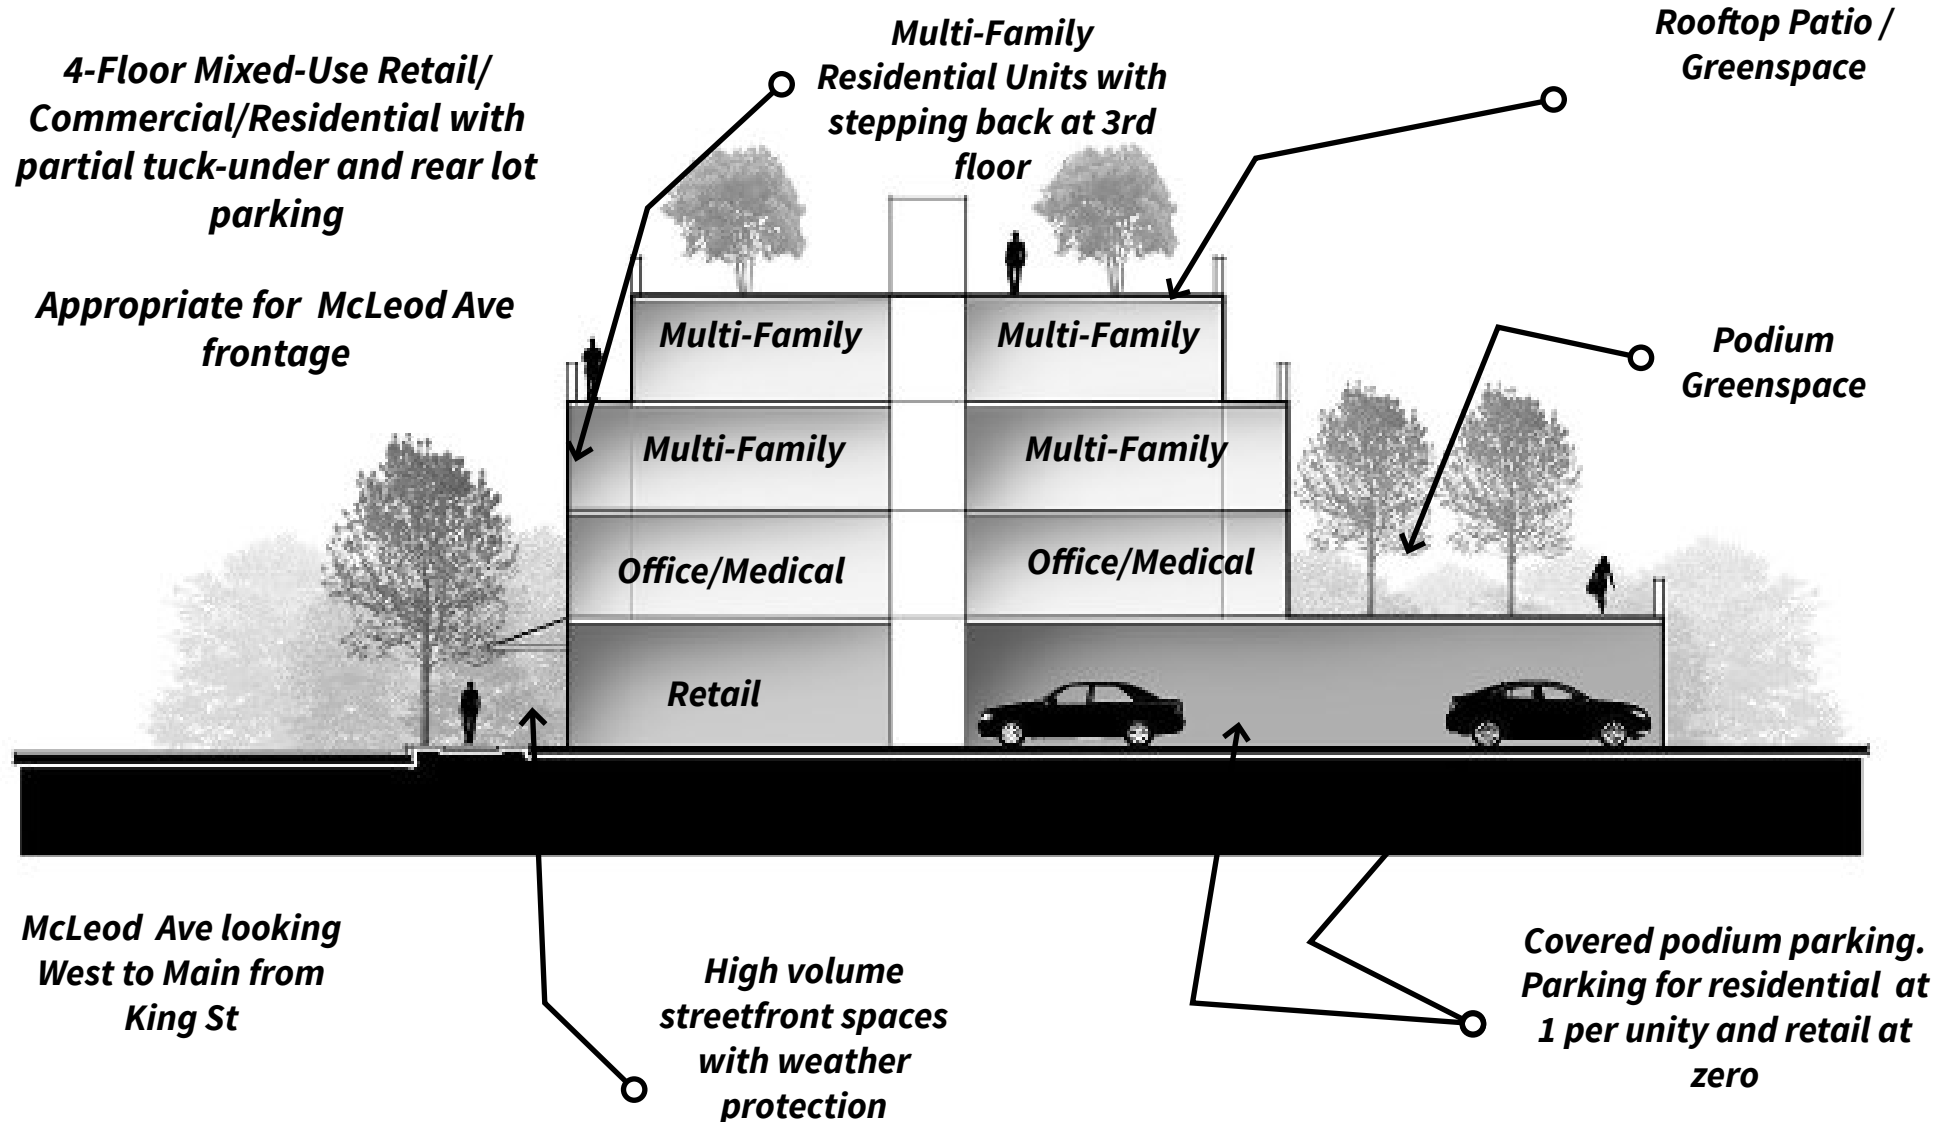 4-Floor Mixed-Use Retail/
Commercial/Residential with
partial tuck-under and rear lot
parking
Appropriate for McLeod Ave
frontage
Multi-Family
Residential Units with
stepping back at 3rd
floor
Rooftop Patio /
Greenspace
Podium
Greenspace
Multi-Family
Multi-Family
Multi-Family
Multi-Family
Office/Medical
Office/Medical
Retail
McLeod Ave looking
West to Main from
King St
High volume
streetfront spaces
with weather
protection
Covered podium parking.
Parking for residential at
1 per unity and retail at
zero